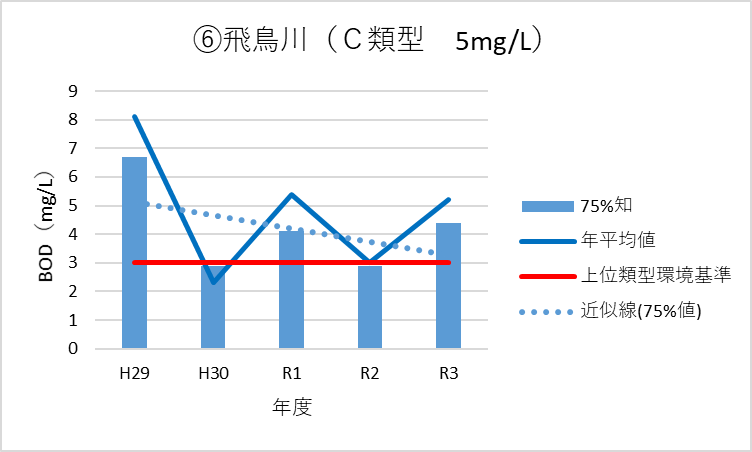 ⑥飛鳥川（Ｃ類型　5mg/L）
9
8
7
6
5
4
3
2
1
0
BOD（mg/L）
H29 H30 R1 R2 R3
年度
75%知
年平均値
上位類型環境基準
近似線(75%値)